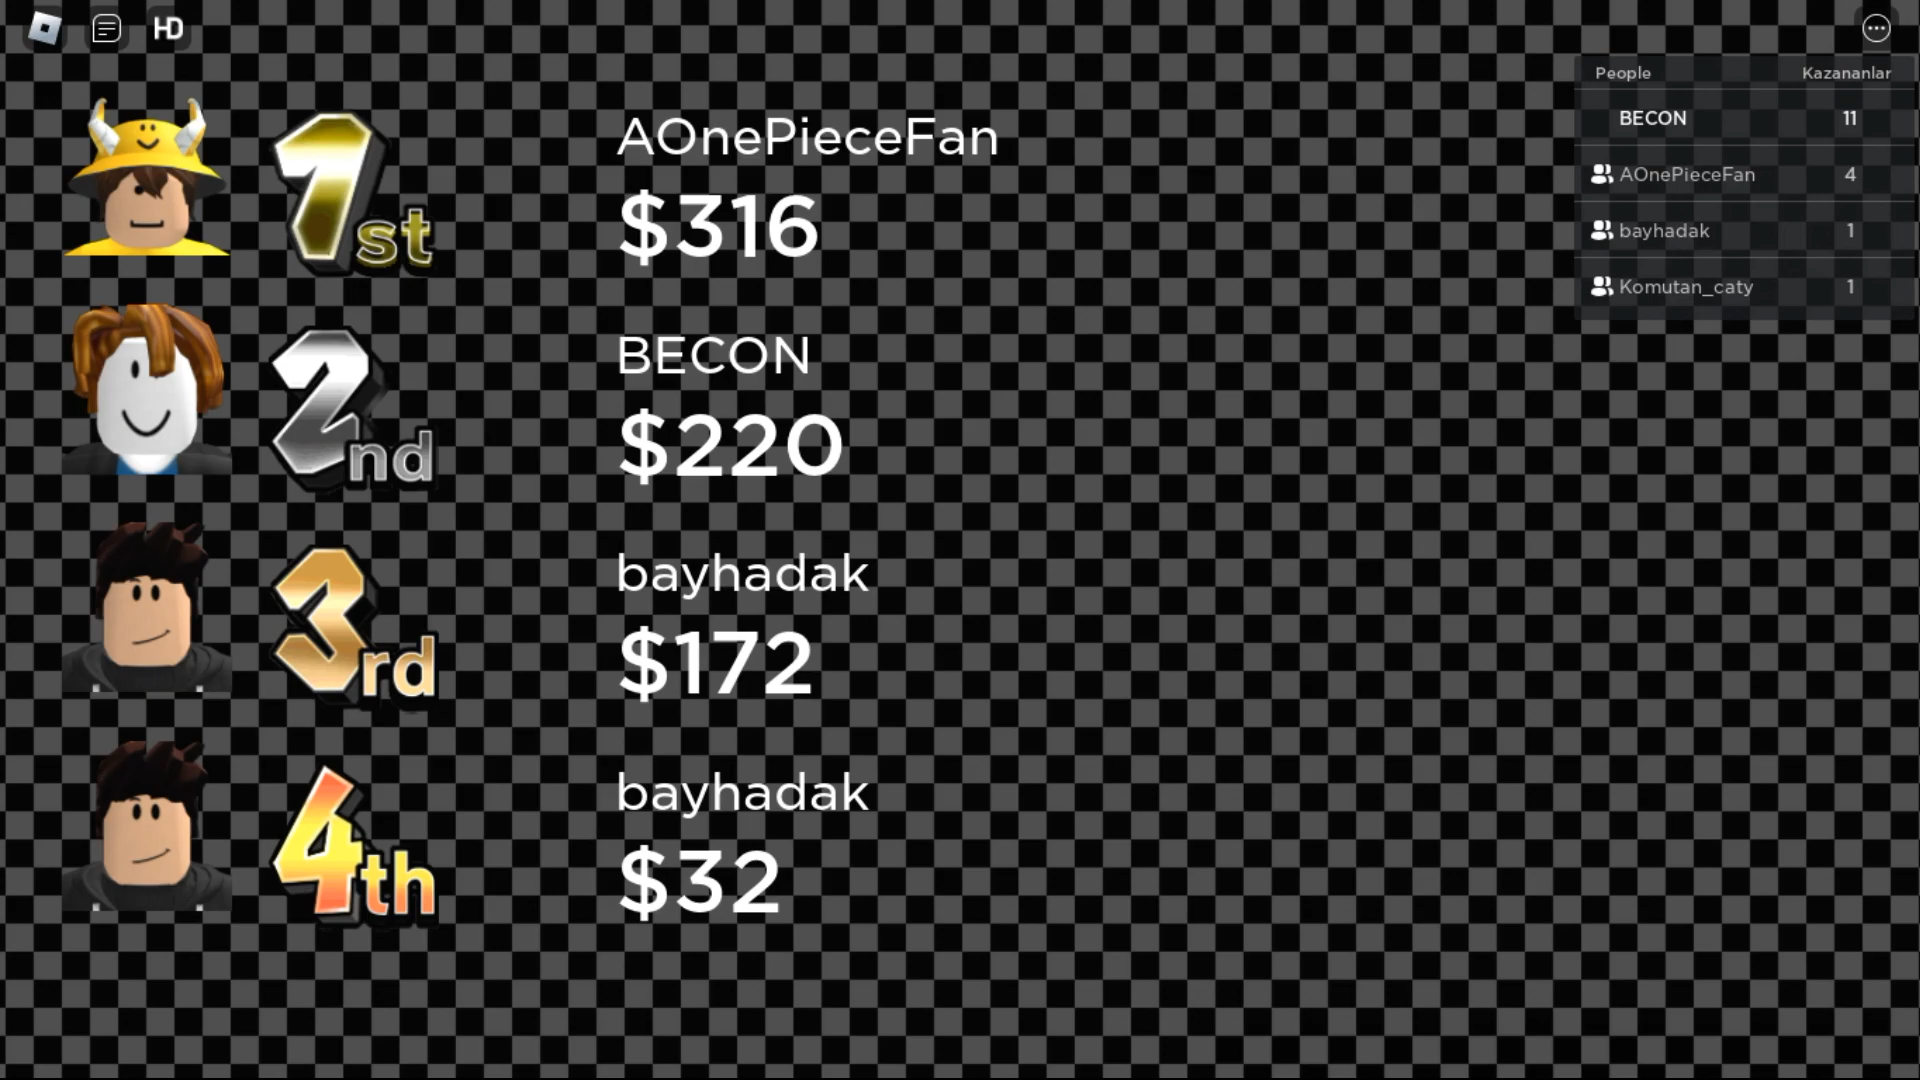 HD
1st
AOnePieceFan
$316
2nd
BECON
$220
3rd
bayhadak
$172
4th
bayhadak
$32
People Kazananlar
BECON 11
AOnePieceFan 4
bayhadak 1
Komutan_caty 1